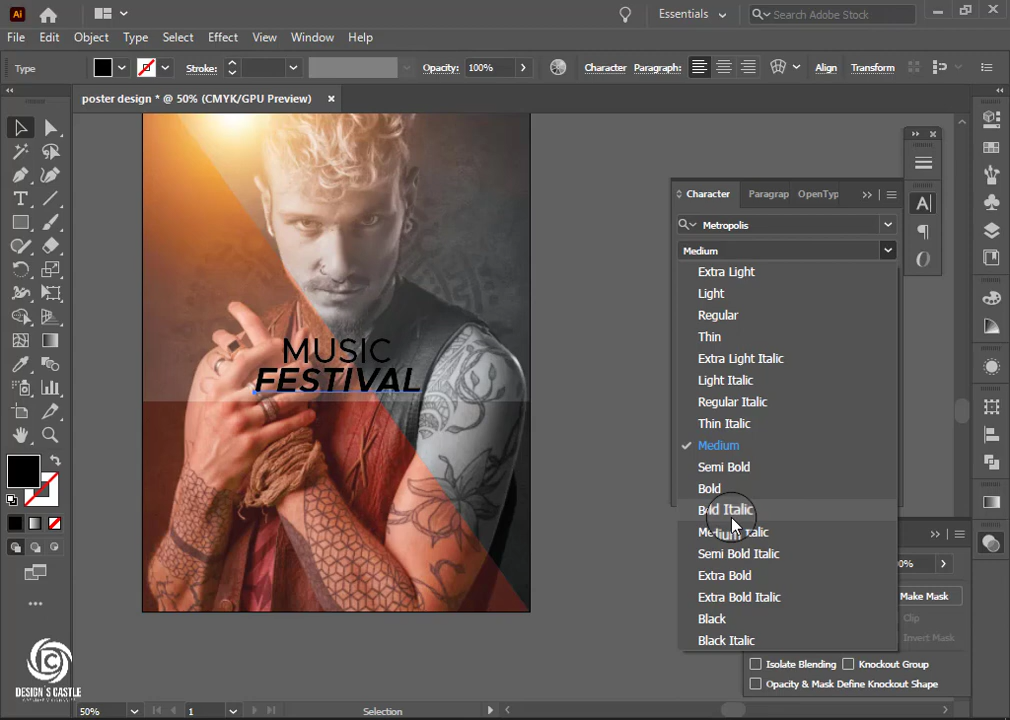 Ai Essentials Search Adobe Stock
File Edit Object Type Select Effect View Window Help
Type Stroke: Opacity: 100% Character Paragraph: Align Transform
poster design * @ 50% (CMYK/GPU Preview) ×
Character Paragrap OpenTyp
Metropolis
Medium
Extra Light
Light
Regular
Thin
Extra Light Italic
Light Italic
Regular Italic
Thin Italic
Medium
Semi Bold
Bold
Bold Italic
Medium Italic
Semi Bold Italic
Extra Bold
Extra Bold Italic
Black
Black Italic
MUSIC
FESTIVAL
0%
Make Mask
Clip
Invert Mask
Isolate Blending Knockout Group
Opacity & Mask Define Knockout Shape
DESIGN'S CASTLE
50% 1 Selection